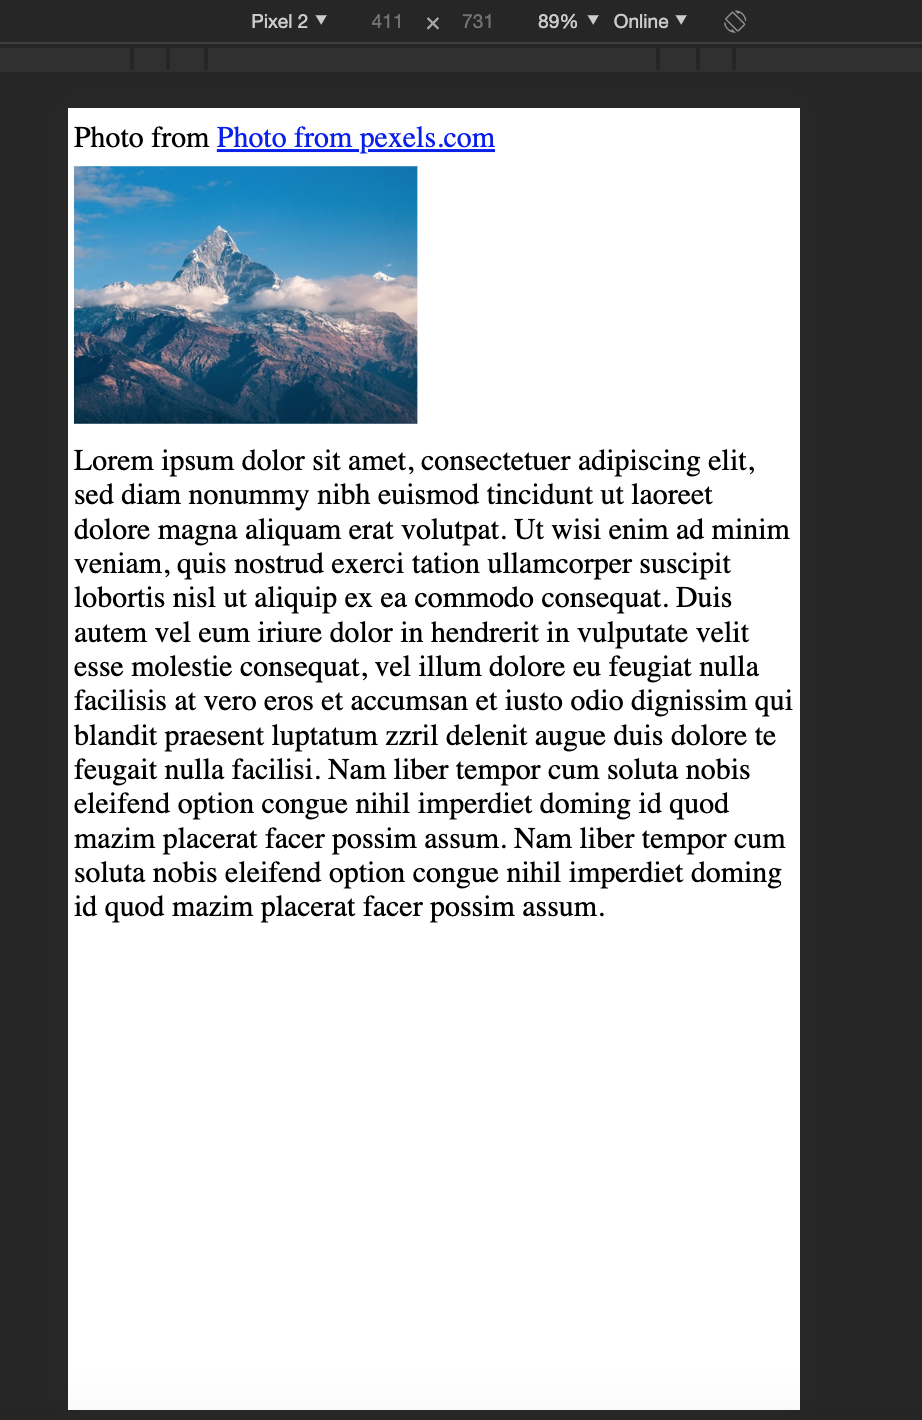 Pixel 2 ▼ 411 × 731 89% ▼ Online ▼
Photo from Photo from pexels.com
Lorem ipsum dolor sit amet, consectetuer adipiscing elit,
sed diam nonummy nibh euismod tincidunt ut laoreet
dolore magna aliquam erat volutpat. Ut wisi enim ad minim
veniam, quis nostrud exerci tation ullamcorper suscipit
lobortis nisl ut aliquip ex ea commodo consequat. Duis
autem vel eum iriure dolor in hendrerit in vulputate velit
esse molestie consequat, vel illum dolore eu feugiat nulla
facilisis at vero eros et accumsan et iusto odio dignissim qui
blandit praesent luptatum zzril delenit augue duis dolore te
feugait nulla facilisi. Nam liber tempor cum soluta nobis
eleifend option congue nihil imperdiet doming id quod
mazim placerat facer possim assum. Nam liber tempor cum
soluta nobis eleifend option congue nihil imperdiet doming
id quod mazim placerat facer possim assum.